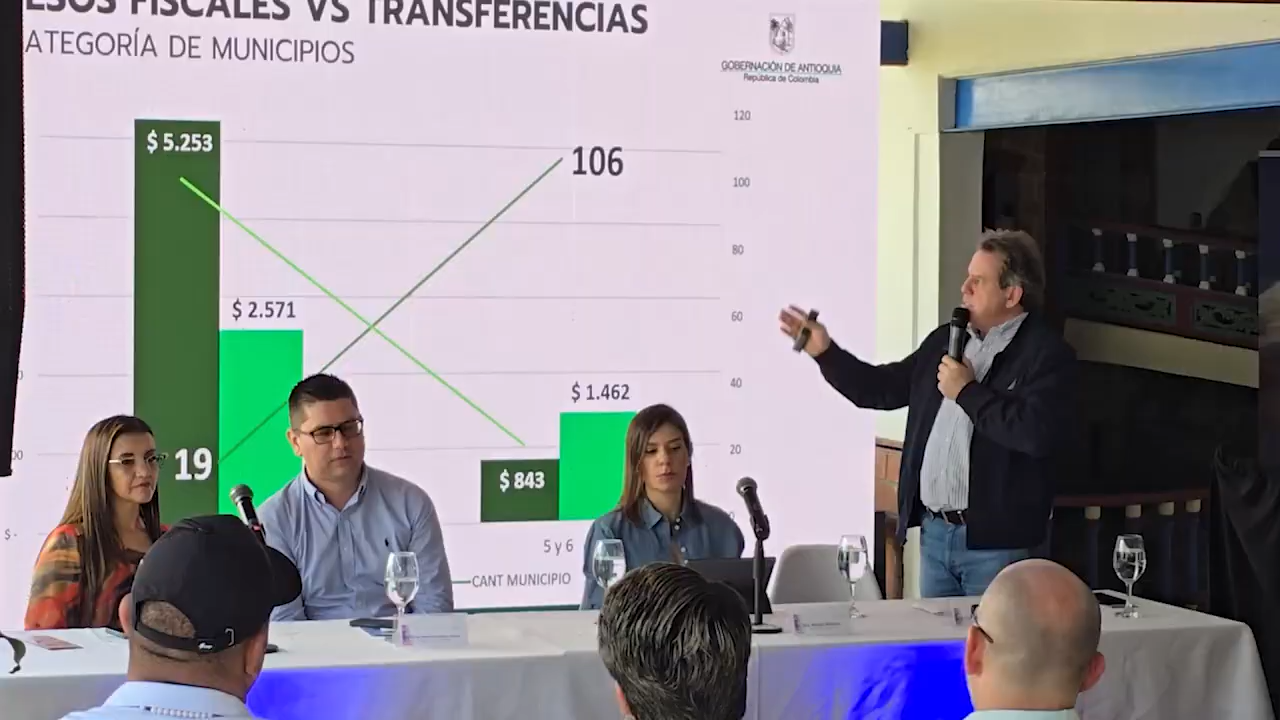 ESOS FISCALES VS TRANSFERENCIAS
ATEGORÍA DE MUNICIPIOS
GOBERNACIÓN DE ANTIOQUIA
República de Colombia
$ 5.253
$ 2.571
19
106
$ 843
$ 1.462
120
100
80
60
40
20
$ -
5 y 6
CANT MUNICIPIO